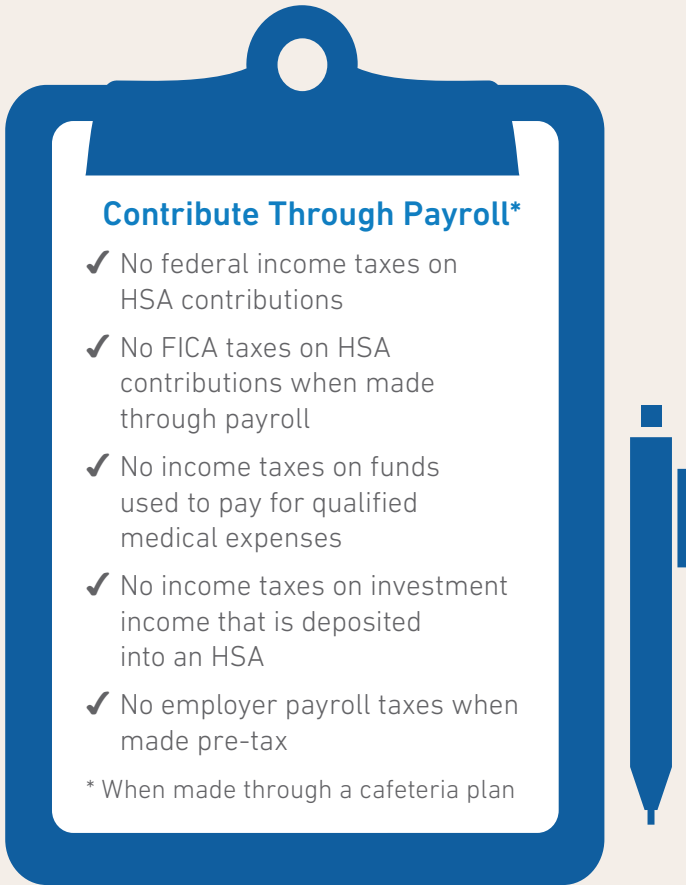 Contribute Through Payroll*
✔ No federal income taxes on
HSA contributions
✔ No FICA taxes on HSA
contributions when made
through payroll
✔ No income taxes on funds
used to pay for qualified
medical expenses
✔ No income taxes on investment
income that is deposited
into an HSA
✔ No employer payroll taxes when
made pre-tax
* When made through a cafeteria plan